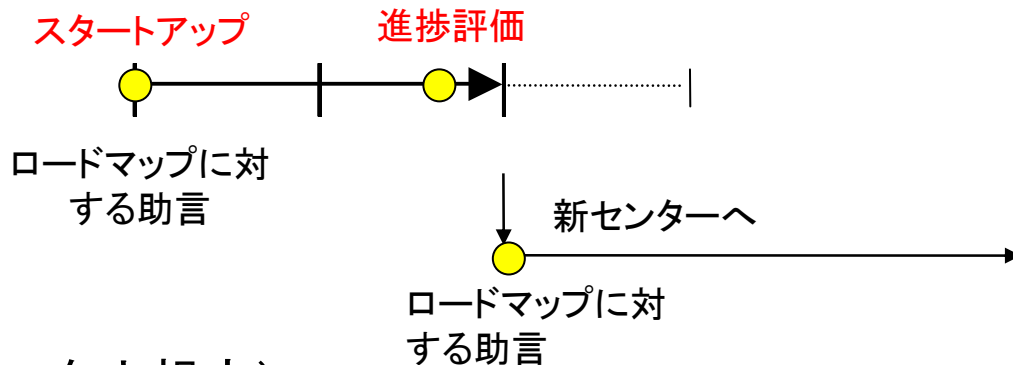 スタートアップ
進捗評価
ロードマップに対
する助言
新センターへ
ロードマップに対
する助言